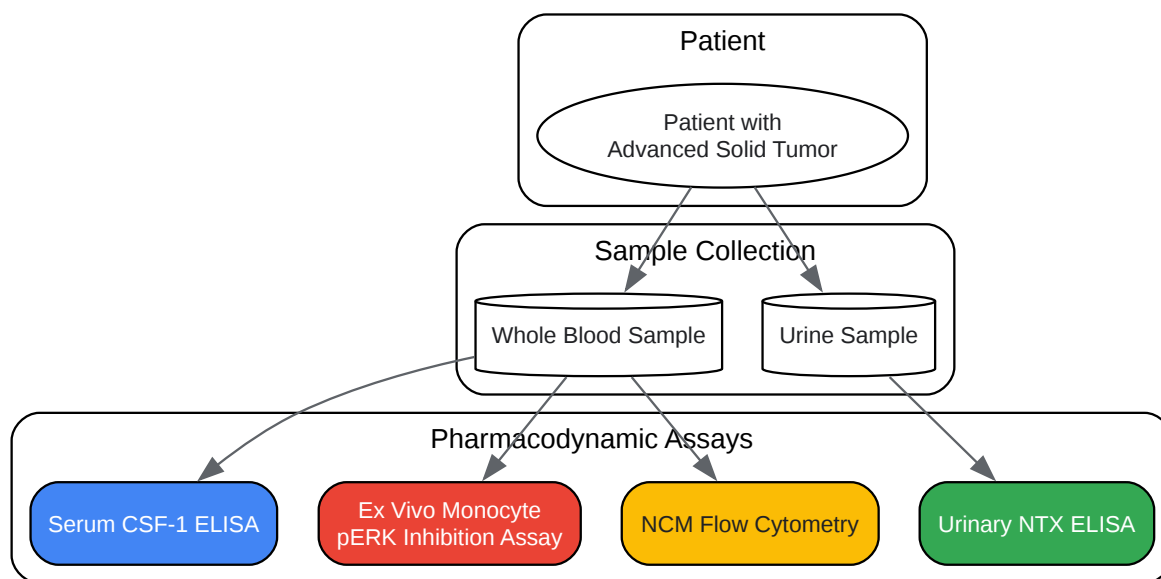 Patient
Patient with
Advanced Solid Tumor
Sample Collection
Whole Blood Sample
Urine Sample
Pharmacodynamic Assays
Serum CSF-1 ELISA
Ex Vivo Monocyte
pERK Inhibition Assay
NCM Flow Cytometry
Urinary NTX ELISA